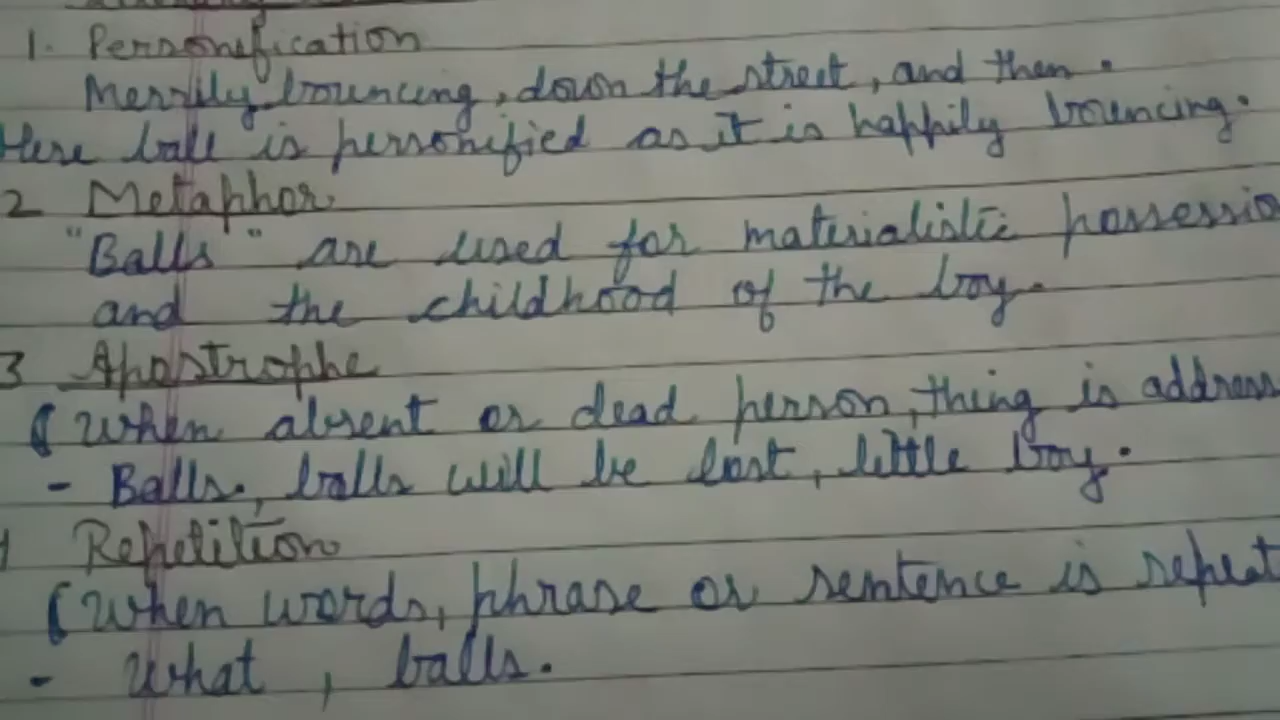 1. Personification
Merrily bouncing, down the street, and then.
Here ball is personified as it is happily bouncing.
2 Metaphor
"Balls" are used for materialistic possessio
and the childhood of the boy.
3 Apostrophe
( When absent or dead person, thing is address
- Balls, balls will be lost, little boy.
Repetition
( When words, phrase or sentence is repeat
- What, balls.